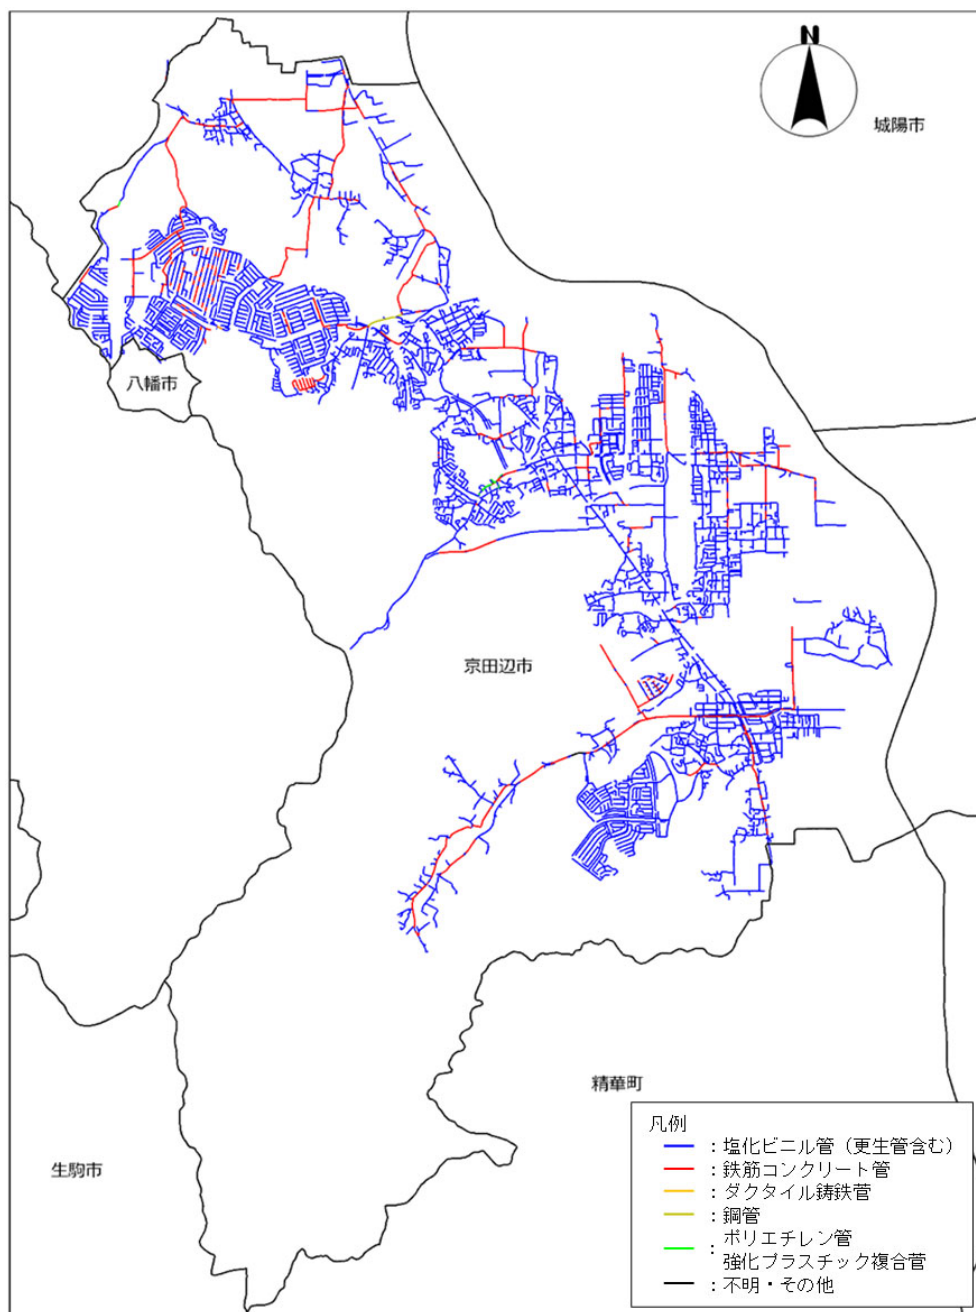 N
城陽市
八幡市
京田辺市
精華町
生駒市
凡例
：塩化ビニル管（更生管含む）
：鉄筋コンクリート管
：ダクタイル鋳鉄菅
：鋼管
：ポリエチレン管
強化プラスチック複合菅
：不明・その他